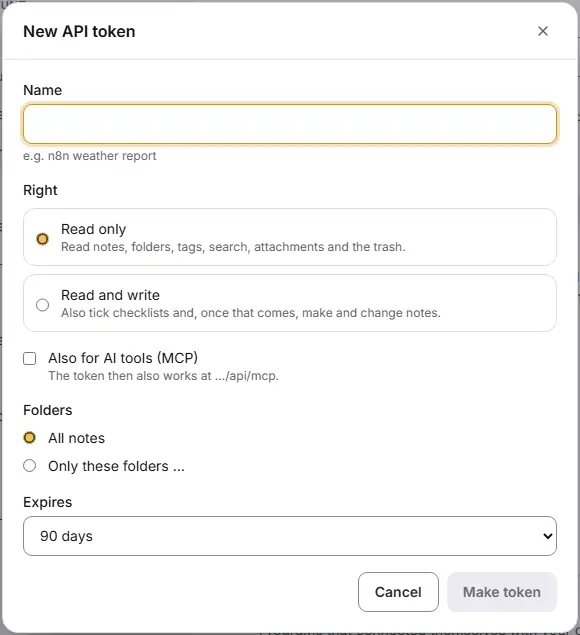 New API token
Name
e.g. n8n weather report
Right
Read only
Read notes, folders, tags, search, attachments and the trash.
Read and write
Also tick checklists and, once that comes, make and change notes.
Also for AI tools (MCP)
The token then also works at .../api/mcp.
Folders
All notes
Only these folders ...
Expires
90 days
Cancel
Make token